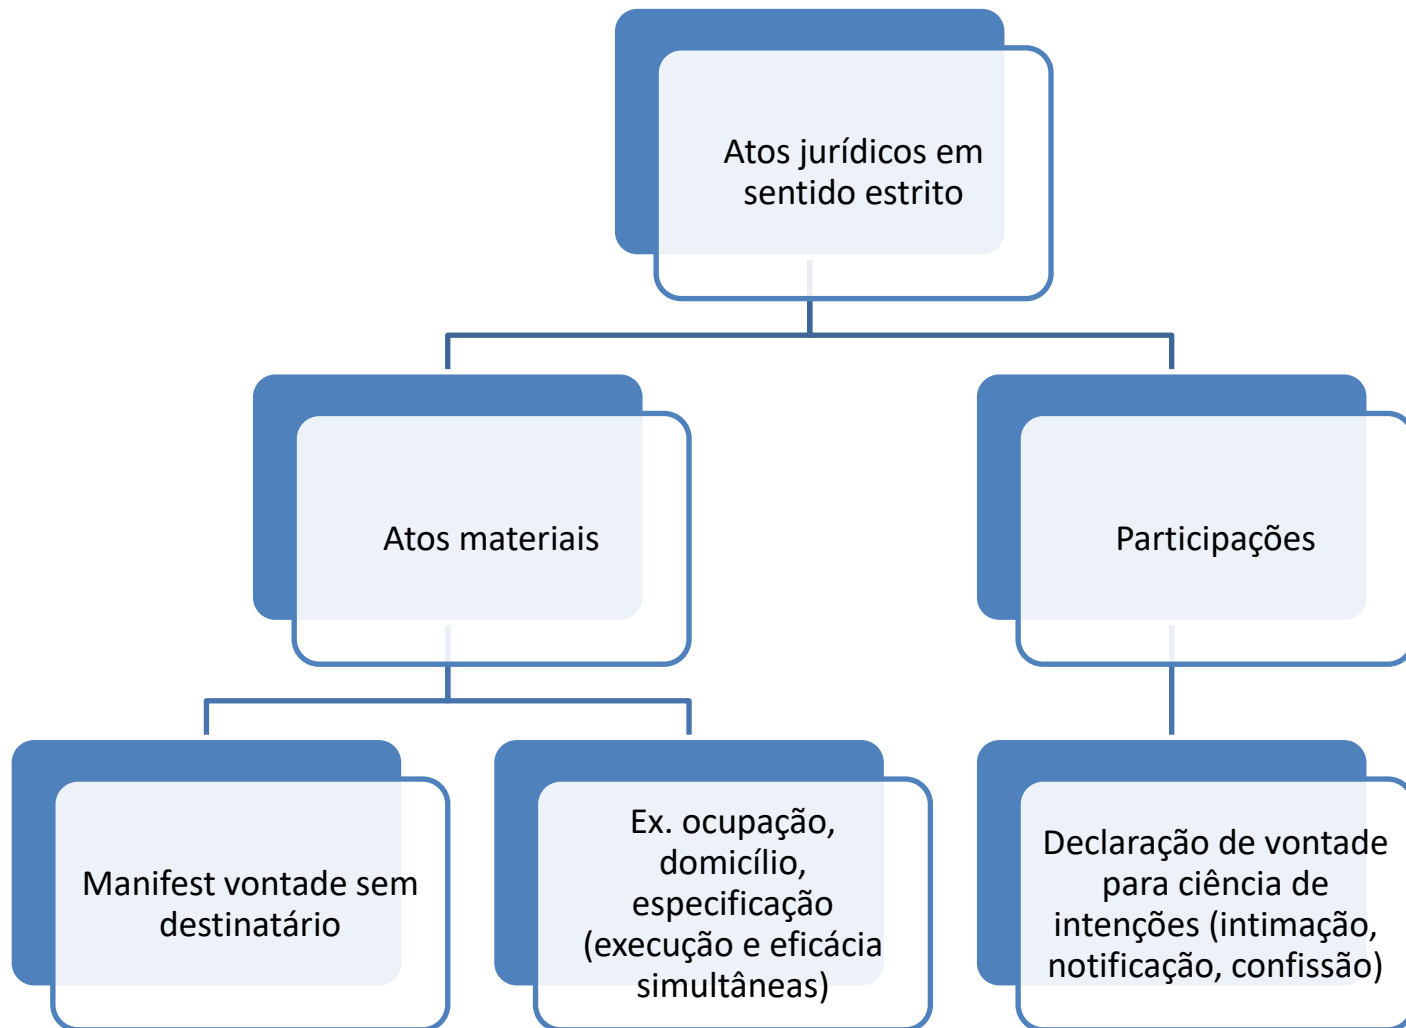 Atos jurídicos em
sentido estrito
Atos materiais
Participações
Manifest vontade sem
destinatário
Ex. ocupação,
domicílio,
especificação
(execução e eficácia
simultâneas)
Declaração de vontade
para ciência de
intenções (intimação,
notificação, confissão)